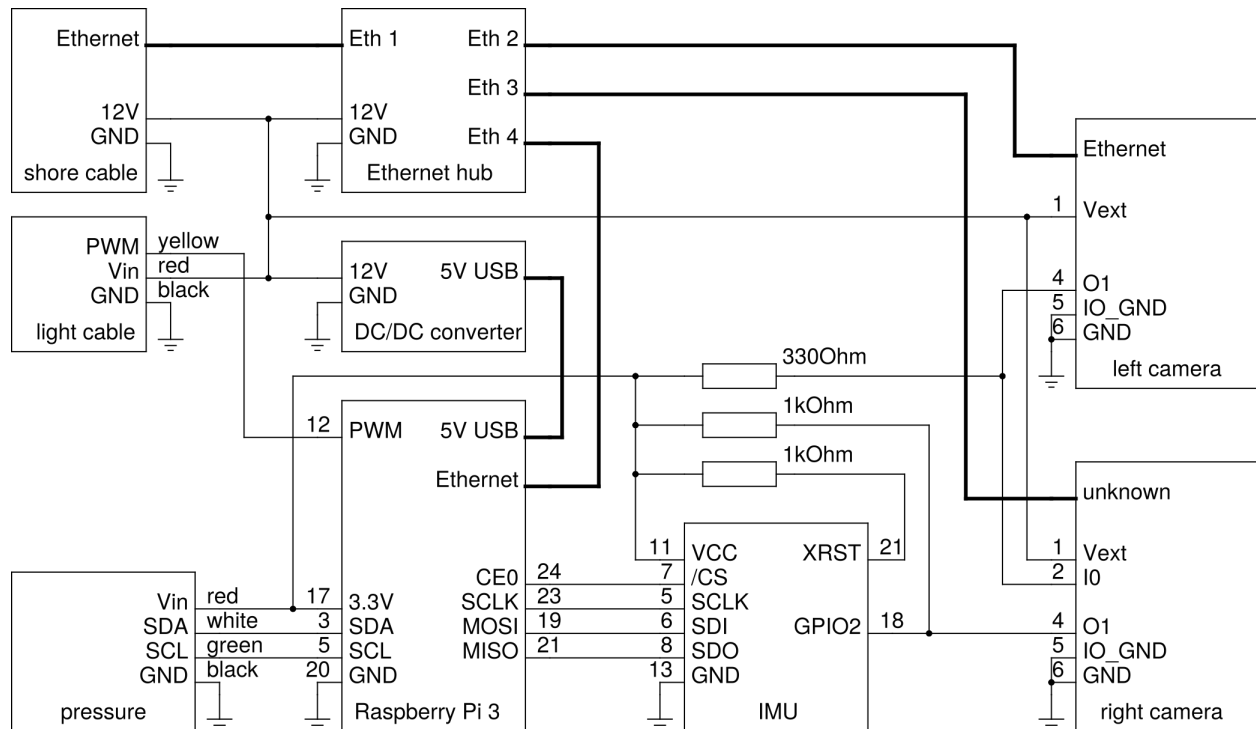 Ethernet
12V
GND
shore cable
Eth 1
12V
GND
Eth 2
Eth 3
Eth 4
Ethernet hub
PWM
Vin
GND
light cable
yellow
red
black
12V
GND
5V USB
DC/DC converter
Ethernet
1
Vext
4
O1
5
IO_GND
6
GND
left camera
330Ohm
1kOhm
1kOhm
12
PWM
5V USB
Ethernet
CE0
24
SCLK
23
MOSI
19
MISO
21
17
3.3V
3
SDA
5
SCL
20
GND
Raspberry Pi 3
Vin
red
SDA
white
SCL
green
GND
black
pressure
11
VCC
7
/CS
5
SCLK
6
SDI
8
SDO
13
GND
XRST
21
GPIO2
18
IMU
unknown
1
Vext
2
I0
4
O1
5
IO_GND
6
GND
right camera